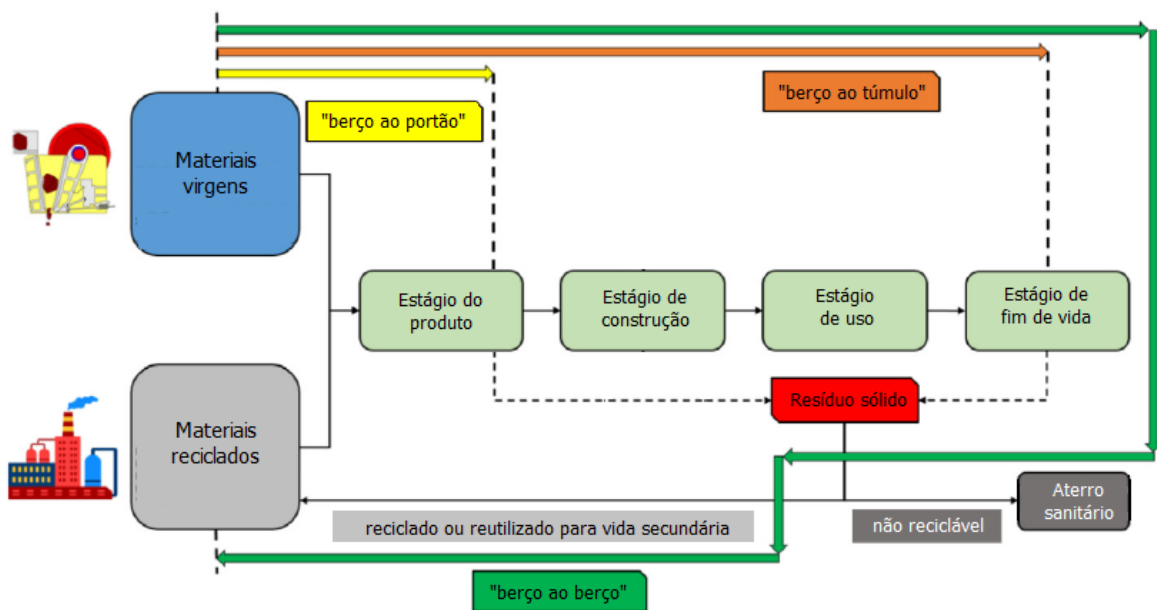 "berço ao túmulo"
"berço ao portão"
Materiais
virgens
Estágio do
produto
Estágio de
construção
Estágio
de uso
Estágio de
fim de vida
Resíduo sólido
Materiais
reciclados
Aterro
sanitário
reciclado ou reutilizado para vida secundária
não reciclável
"berço ao berço"